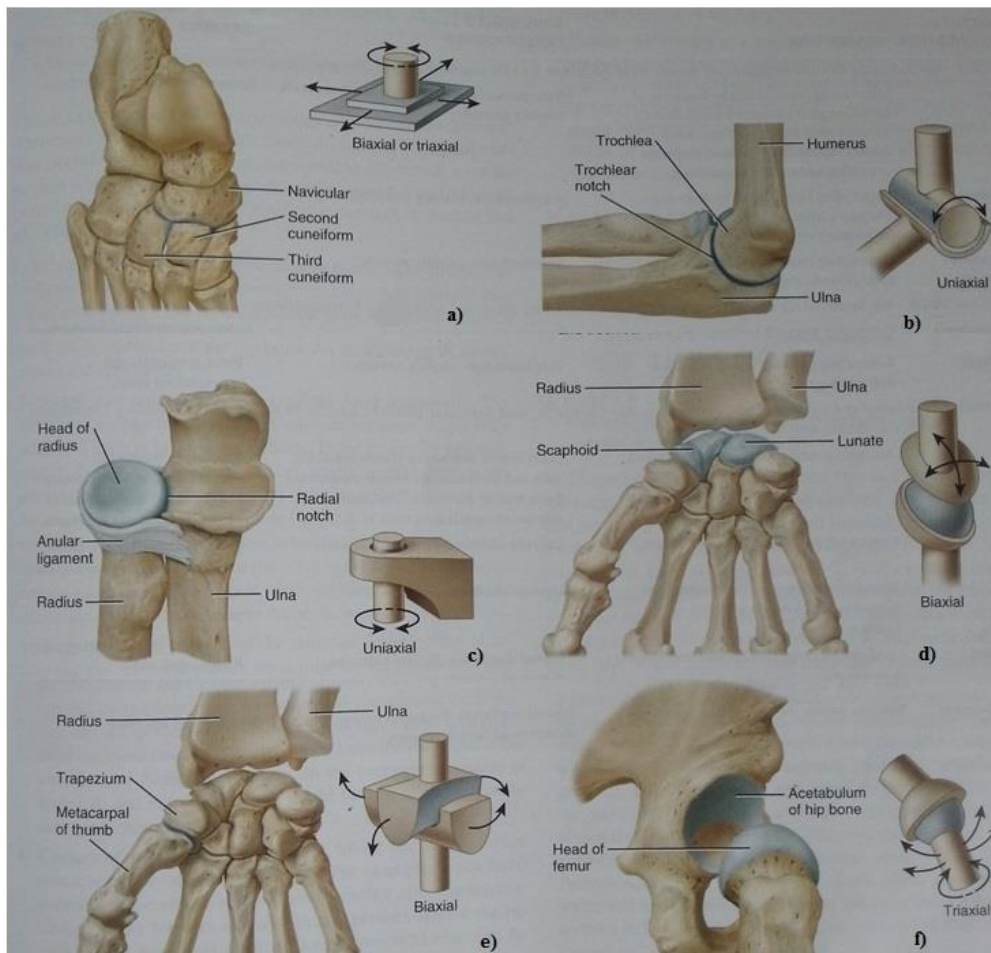 Biaxial or triaxial
Navicular
Second
cuneiform
Third
cuneiform
a)
Trochlea
Trochlear
notch
Humerus
Ulna
Uniaxial
b)
Head of
radius
Radial
notch
Anular
ligament
Radius
Ulna
Uniaxial
c)
Radius
Ulna
Scaphoid
Lunate
Biaxial
d)
Radius
Ulna
Trapezium
Metacarpal
of thumb
Biaxial
e)
Acetabulum
of hip bone
Head of
femur
Triaxial
f)